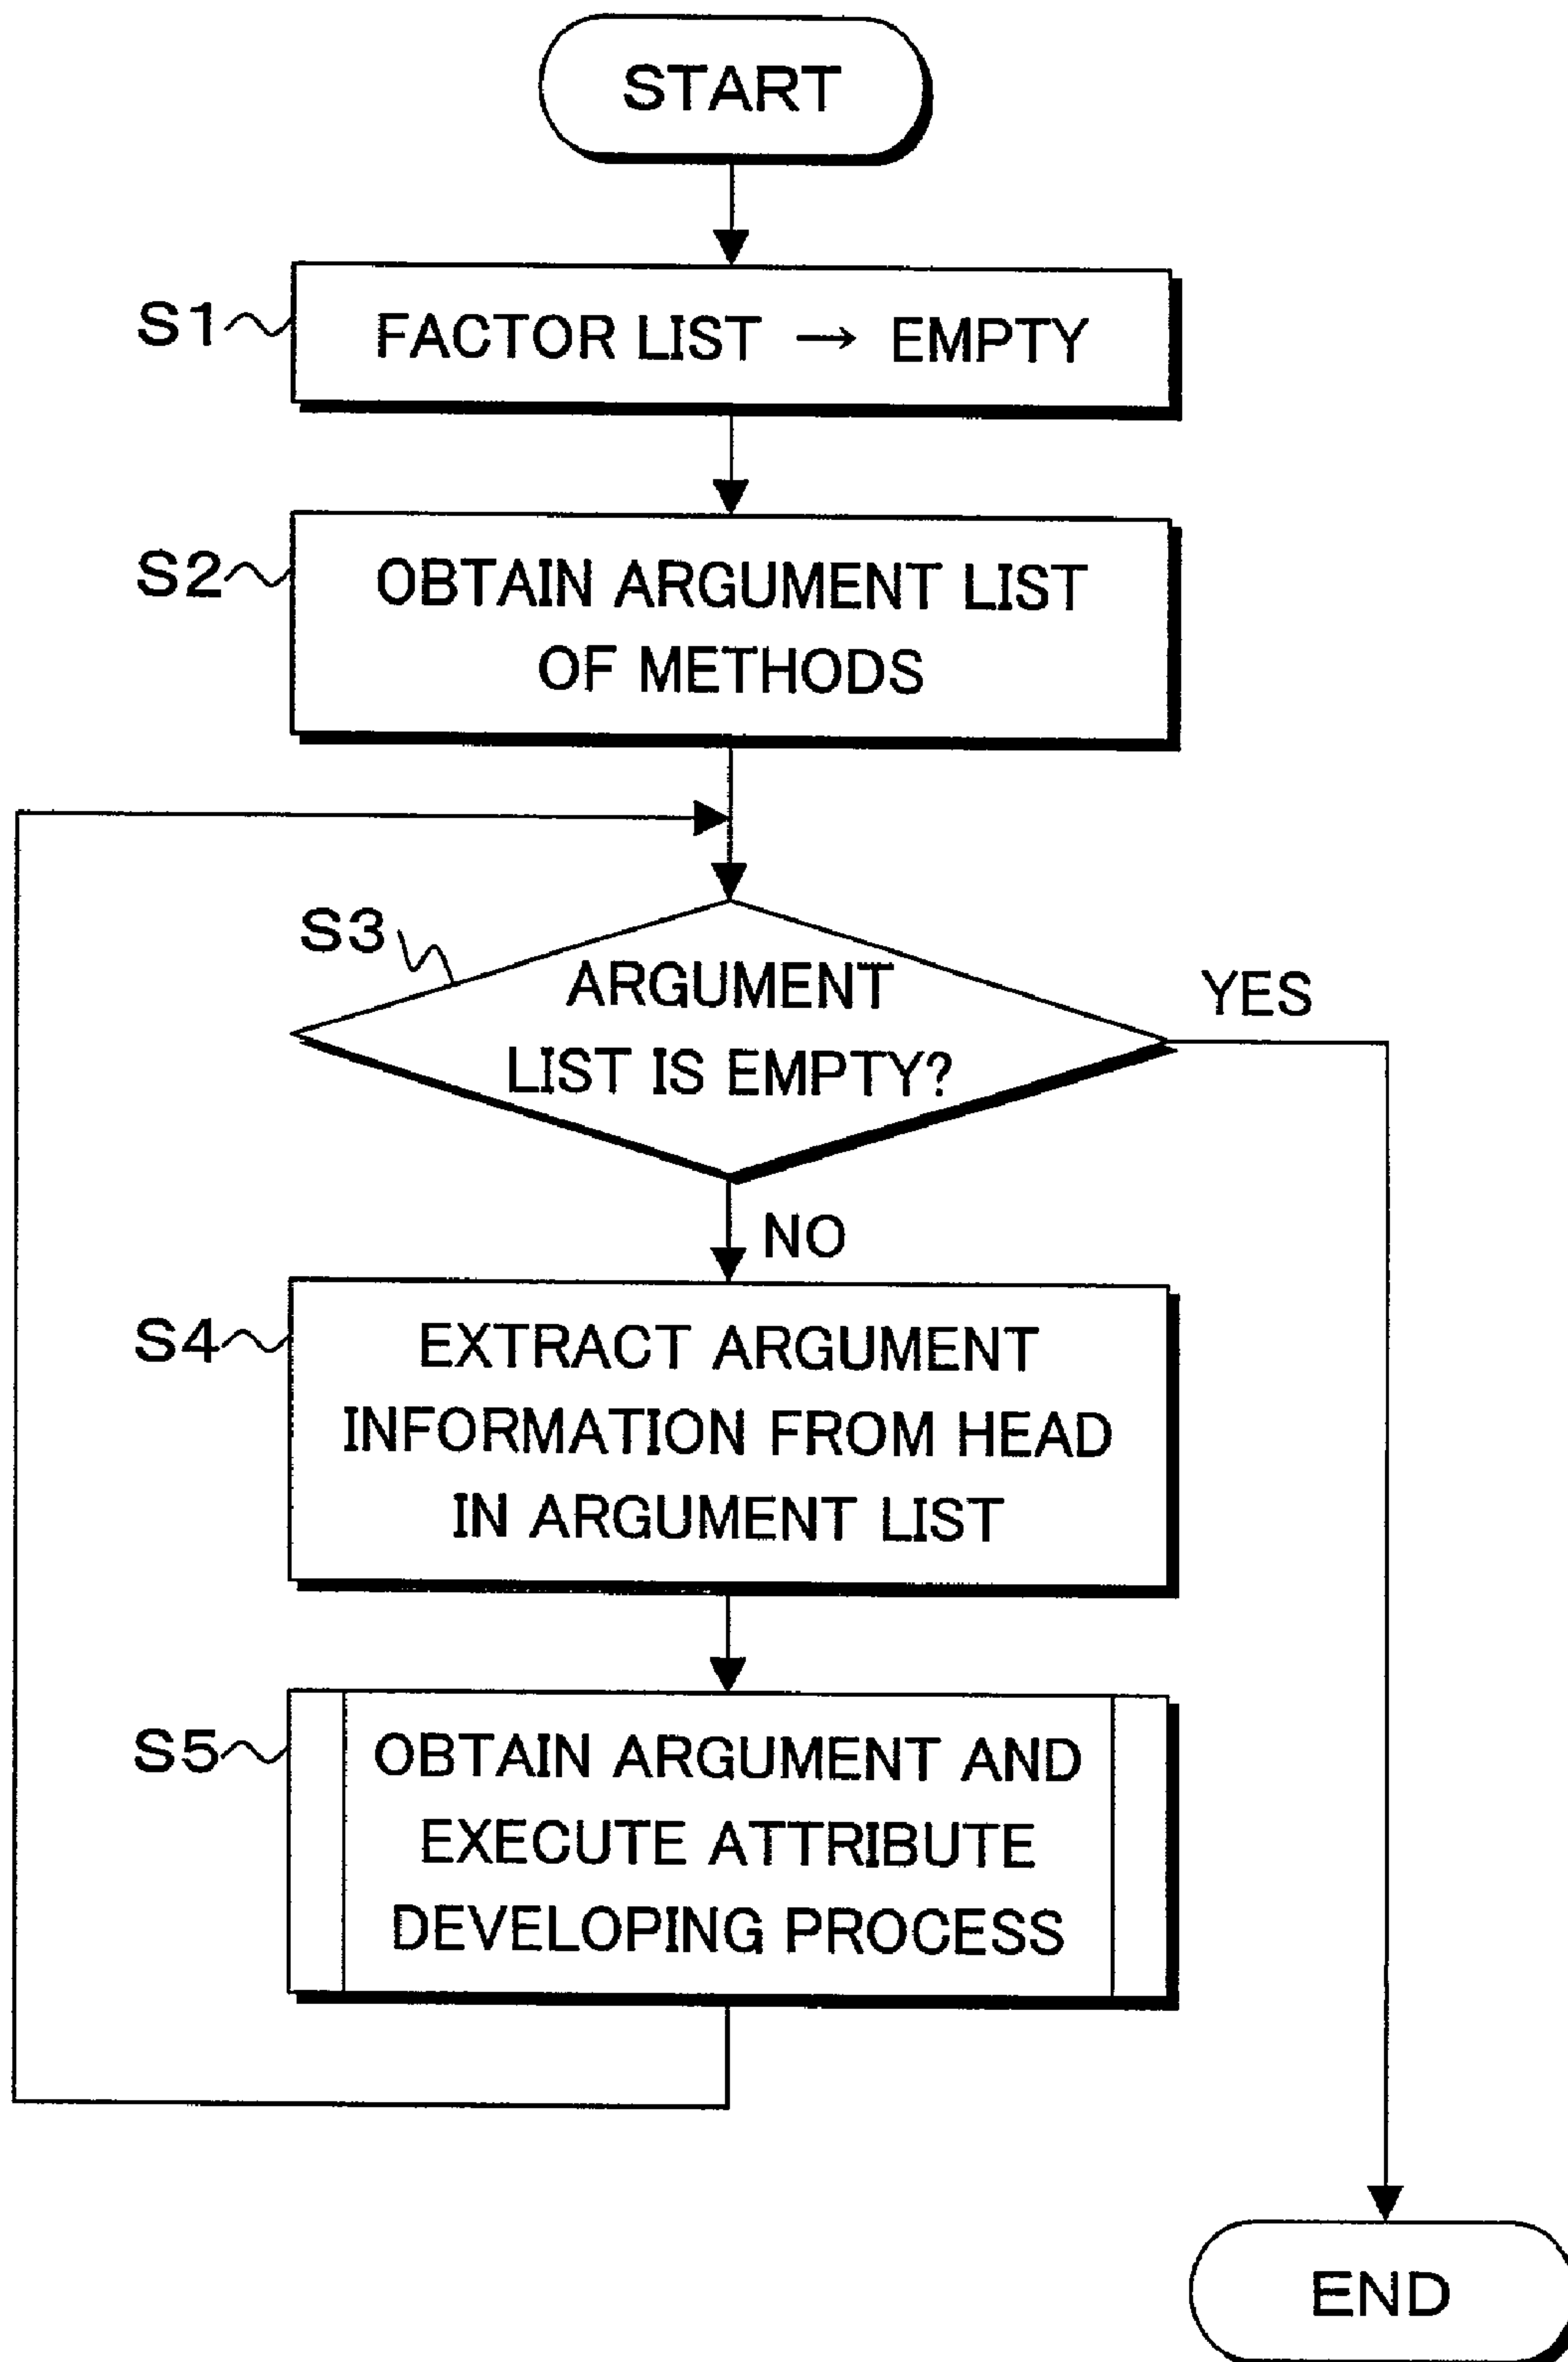 START
S1
FACTOR LIST → EMPTY
S2
OBTAIN ARGUMENT LIST
OF METHODS
S3
ARGUMENT
LIST IS EMPTY?
YES
NO
S4
EXTRACT ARGUMENT
INFORMATION FROM HEAD
IN ARGUMENT LIST
S5
OBTAIN ARGUMENT AND
EXECUTE ATTRIBUTE
DEVELOPING PROCESS
END